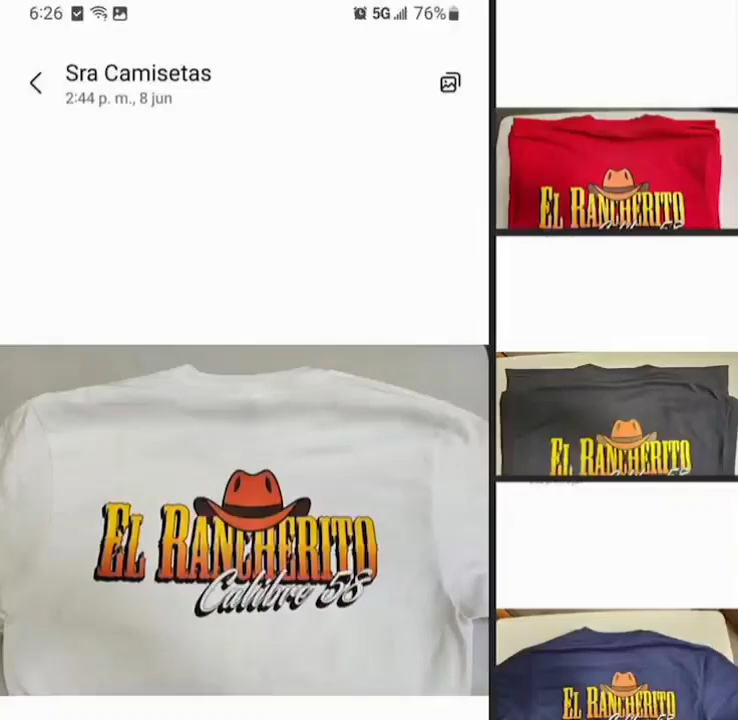 6:26
5G
76%
Sra Camisetas
2:44 p. m., 8 jun
EL RANCHERITO
Calibre 58
EL RANCHERITO
EL RANCHERITO
EL RANCHERITO